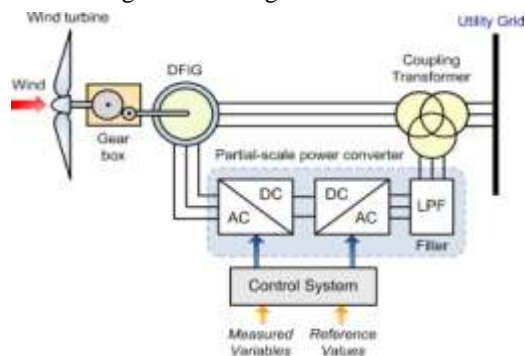 Wind turbine
Utility Grid
DFIG
Coupling
Transformer
Wind
Gear
box
Partial-scale power converter
DC
AC
DC
AC
LPF
Filter
Control System
Measured
Variables
Reference
Values